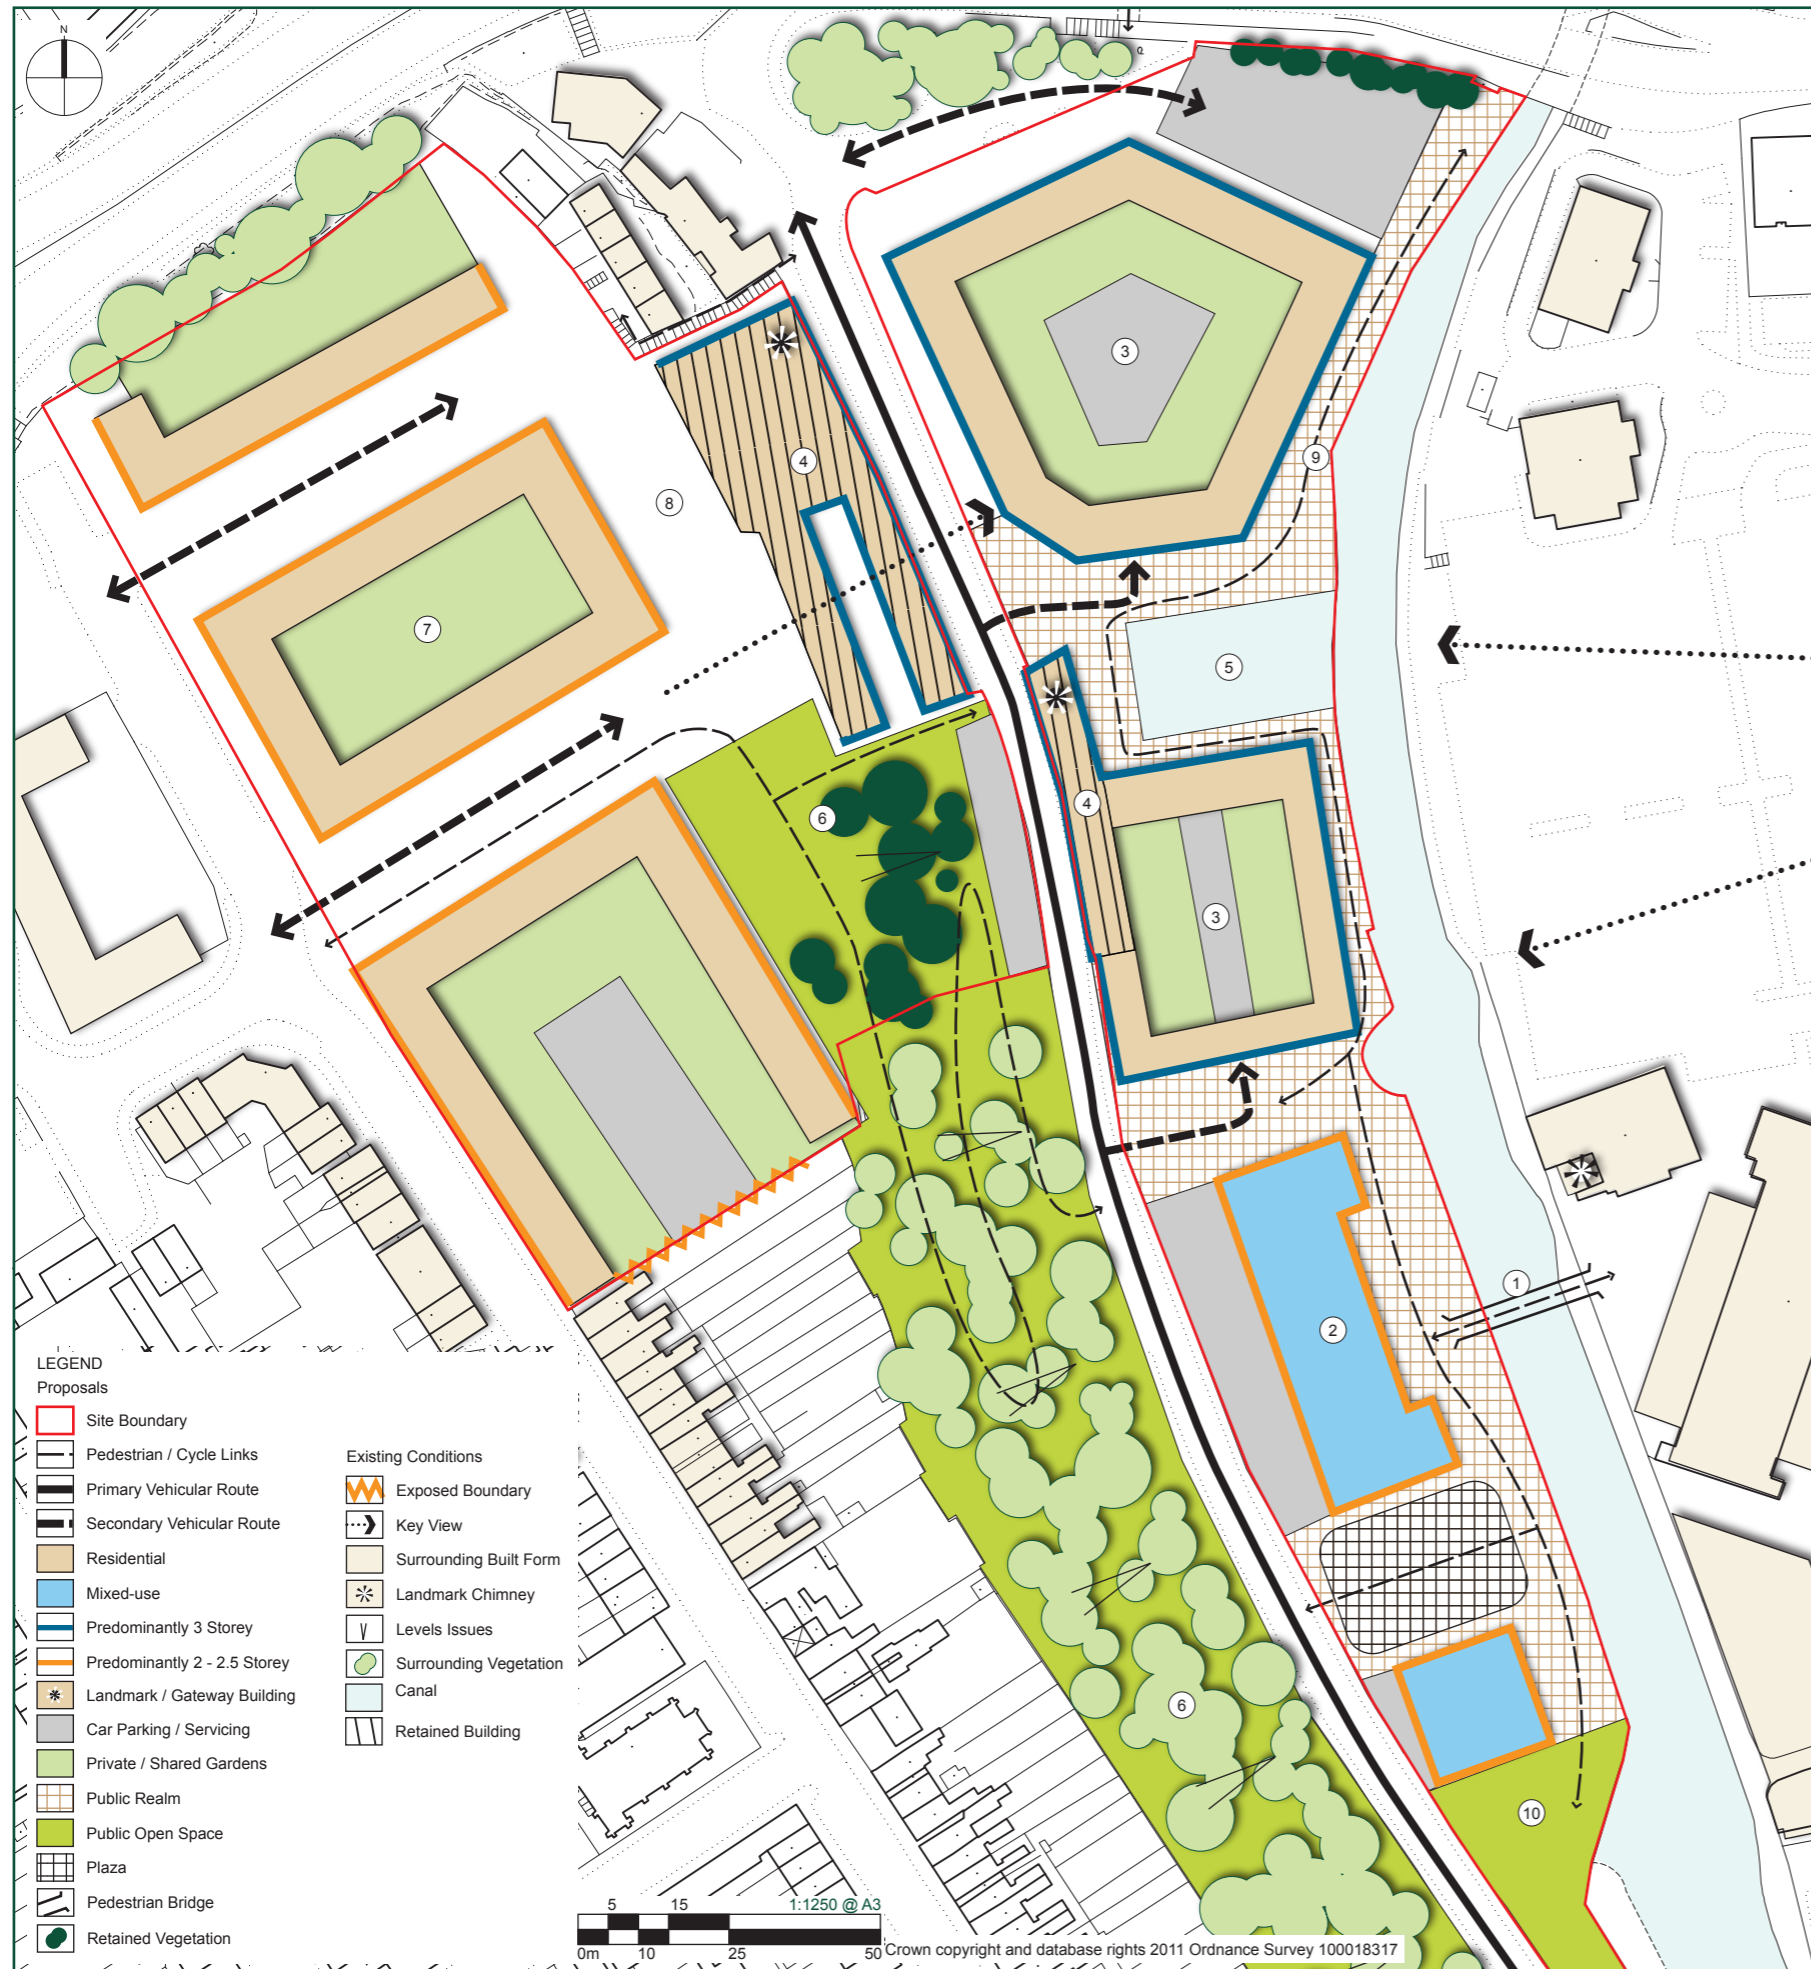 N
3
9
4
8
5
7
4
6
3
1
2
6
10
LEGEND
Proposals
Site Boundary
Pedestrian / Cycle Links
Primary Vehicular Route
Secondary Vehicular Route
Residential
Mixed-use
Predominantly 3 Storey
Predominantly 2 - 2.5 Storey
Landmark / Gateway Building
Car Parking / Servicing
Private / Shared Gardens
Public Realm
Public Open Space
Plaza
Pedestrian Bridge
Retained Vegetation
Existing Conditions
Exposed Boundary
Key View
Surrounding Built Form
Landmark Chimney
Levels Issues
Surrounding Vegetation
Canal
Retained Building
5 15 1:1250 @ A3
0m 10 25 50
Crown copyright and database rights 2011 Ordnance Survey 100018317